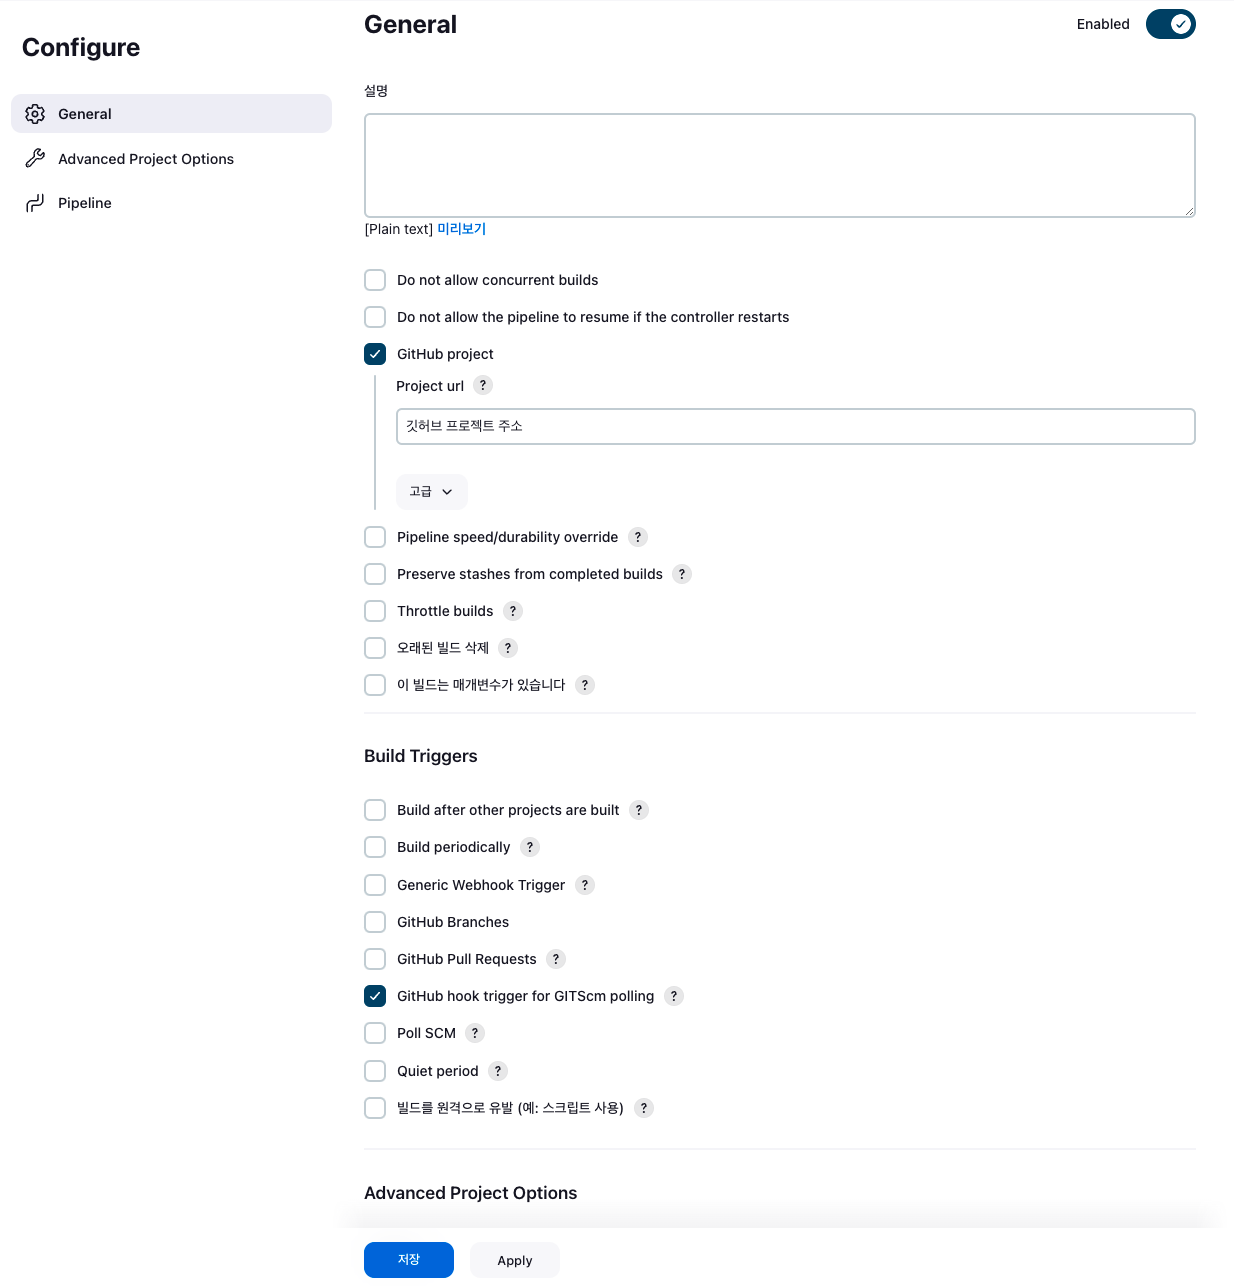 Configure
General
Advanced Project Options
Pipeline
General
Enabled
설명
[Plain text] 미리보기
Do not allow concurrent builds
Do not allow the pipeline to resume if the controller restarts
GitHub project
Project url ?
깃허브 프로젝트 주소
고급
Pipeline speed/durability override ?
Preserve stashes from completed builds ?
Throttle builds ?
오래된 빌드 삭제 ?
이 빌드는 매개변수가 있습니다 ?
Build Triggers
Build after other projects are built ?
Build periodically ?
Generic Webhook Trigger ?
GitHub Branches
GitHub Pull Requests ?
GitHub hook trigger for GITScm polling ?
Poll SCM ?
Quiet period ?
빌드를 원격으로 유발 (예: 스크립트 사용) ?
Advanced Project Options
저장
Apply